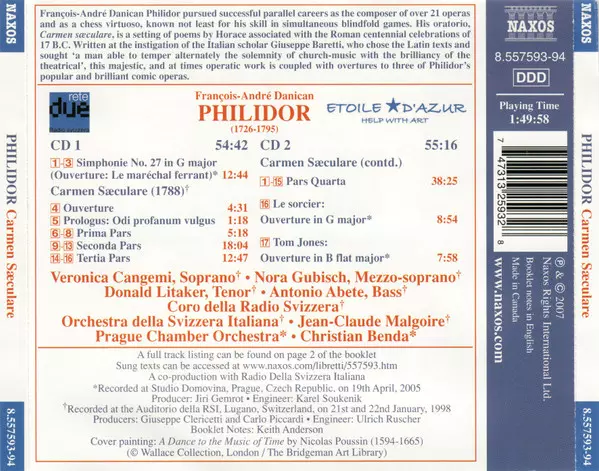 NAXOS
PHILIDOR Carmen Sæculare
8.557593-94
François-André Danican Philidor pursued successful parallel careers as the composer of over 21 operas
and as a chess virtuoso, known not least for his skill in simultaneous blindfold games. His oratorio,
Carmen sæculare, is a setting of poems by Horace associated with the Roman centennial celebrations of
17 B.C. Written at the instigation of the Italian scholar Giuseppe Baretti, who chose the Latin texts and
sought ‘a man able to temper alternately the solemnity of church-music with the brilliancy of the
theatrical’, this majestic, and at times operatic work is coupled with overtures to three of Philidor's
popular and brilliant comic operas.
rete
due
Radio svizzera
François-André Danican
PHILIDOR
(1726-1795)
ETOILE ★ D'AZUR
HELP WITH ART
CD 1 54:42
1-3 Simphonie No. 27 in G major
(Ouverture: Le maréchal ferrant)* 12:44
Carmen Sæculare (1788)†
4 Ouverture 4:31
5 Prologus: Odi profanum vulgus 1:18
6-8 Prima Pars 5:18
9-13 Seconda Pars 18:04
14-16 Tertia Pars 12:47
CD 2 55:16
Carmen Sæculare (contd.)
1-15 Pars Quarta 38:25
16 Le sorcier:
Ouverture in G major* 8:54
17 Tom Jones:
Ouverture in B flat major* 7:58
Veronica Cangemi, Soprano† • Nora Gubisch, Mezzo-soprano†
Donald Litaker, Tenor† • Antonio Abete, Bass†
Coro della Radio Svizzera†
Orchestra della Svizzera Italiana† • Jean-Claude Malgoire†
Prague Chamber Orchestra* • Christian Benda*
A full track listing can be found on page 2 of the booklet
Sung texts can be accessed at www.naxos.com/libretti/557593.htm
A co-production with Radio Della Svizzera Italiana
*Recorded at Studio Domovina, Prague, Czech Republic. on 19th April, 2005
Producer: Jiri Gemrot • Engineer: Karel Soukenik
†Recorded at the Auditorio della RSI, Lugano, Switzerland, on 21st and 22nd January, 1998
Producers: Giuseppe Clericetti and Carlo Piccardi • Engineer: Ulrich Ruscher
Booklet Notes: Keith Anderson
Cover painting: A Dance to the Music of Time by Nicolas Poussin (1594-1665)
(© Wallace Collection, London / The Bridgeman Art Library)
NAXOS
8.557593-94
DDD
Playing Time
1:49:58
7 47313 25932 8
℗ & © 2007
Naxos Rights International Ltd.
Booklet notes in English
Made in Canada
www.naxos.com
NAXOS
PHILIDOR Carmen Sæculare
8.557593-94